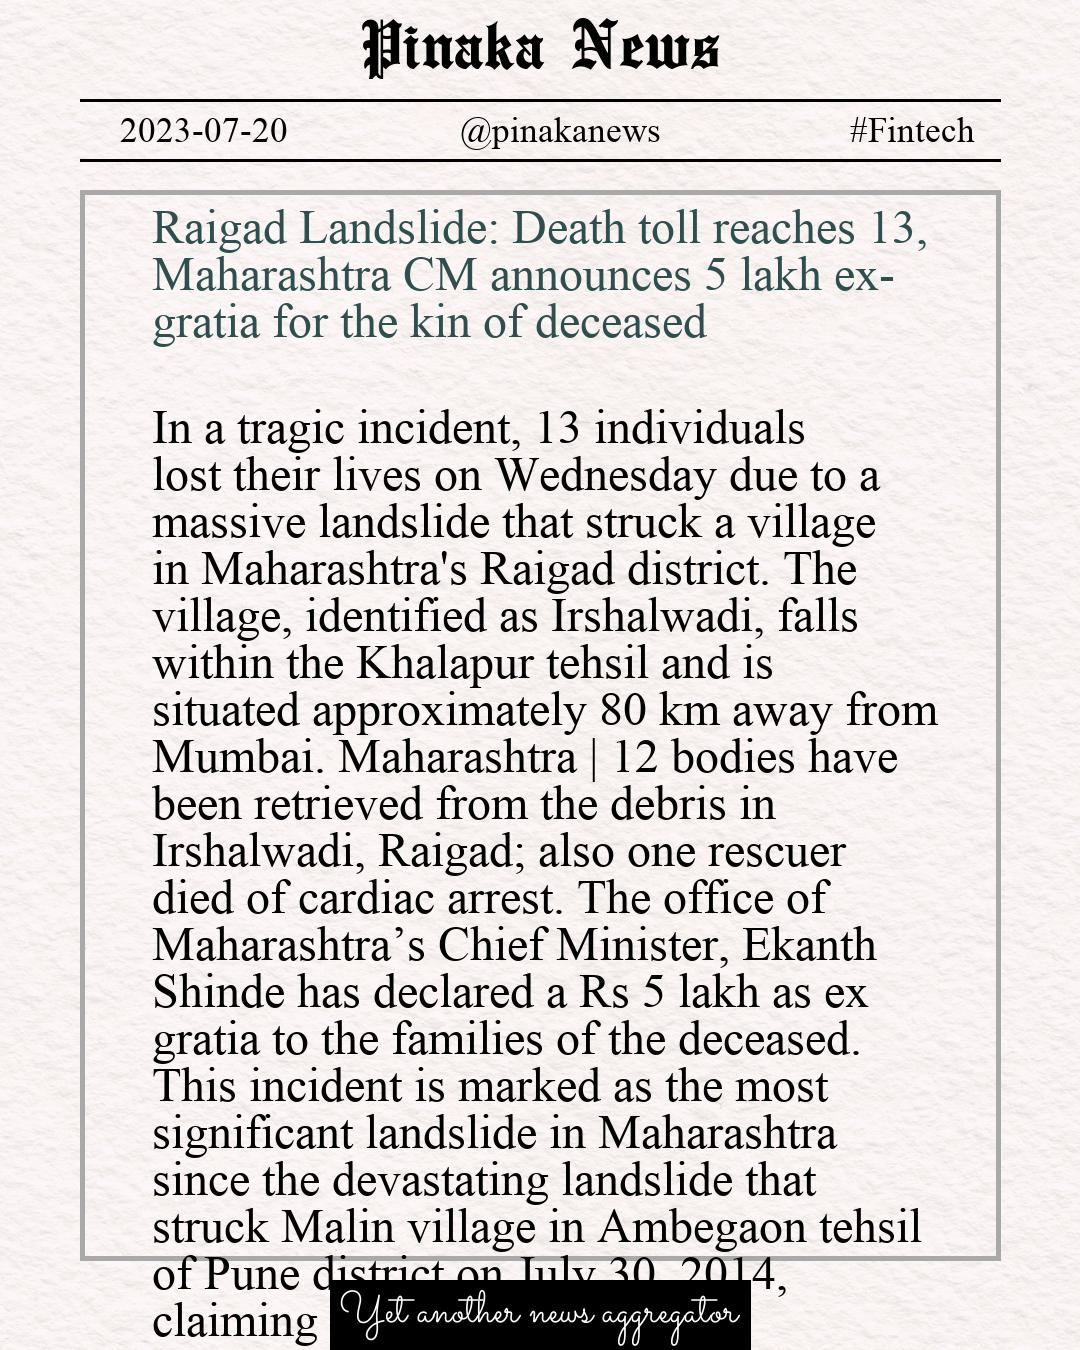 Pinaka News
2023-07-20 @pinakanews #Fintech
Raigad Landslide: Death toll reaches 13,
Maharashtra CM announces 5 lakh ex-
gratia for the kin of deceased
In a tragic incident, 13 individuals
lost their lives on Wednesday due to a
massive landslide that struck a village
in Maharashtra's Raigad district. The
village, identified as Irshalwadi, falls
within the Khalapur tehsil and is
situated approximately 80 km away from
Mumbai. Maharashtra | 12 bodies have
been retrieved from the debris in
Irshalwadi, Raigad; also one rescuer
died of cardiac arrest. The office of
Maharashtra’s Chief Minister, Ekanth
Shinde has declared a Rs 5 lakh as ex
gratia to the families of the deceased.
This incident is marked as the most
significant landslide in Maharashtra
since the devastating landslide that
struck Malin village in Ambegaon tehsil
of Pune district on July 30, 2014,
claiming
Yet another news aggregator